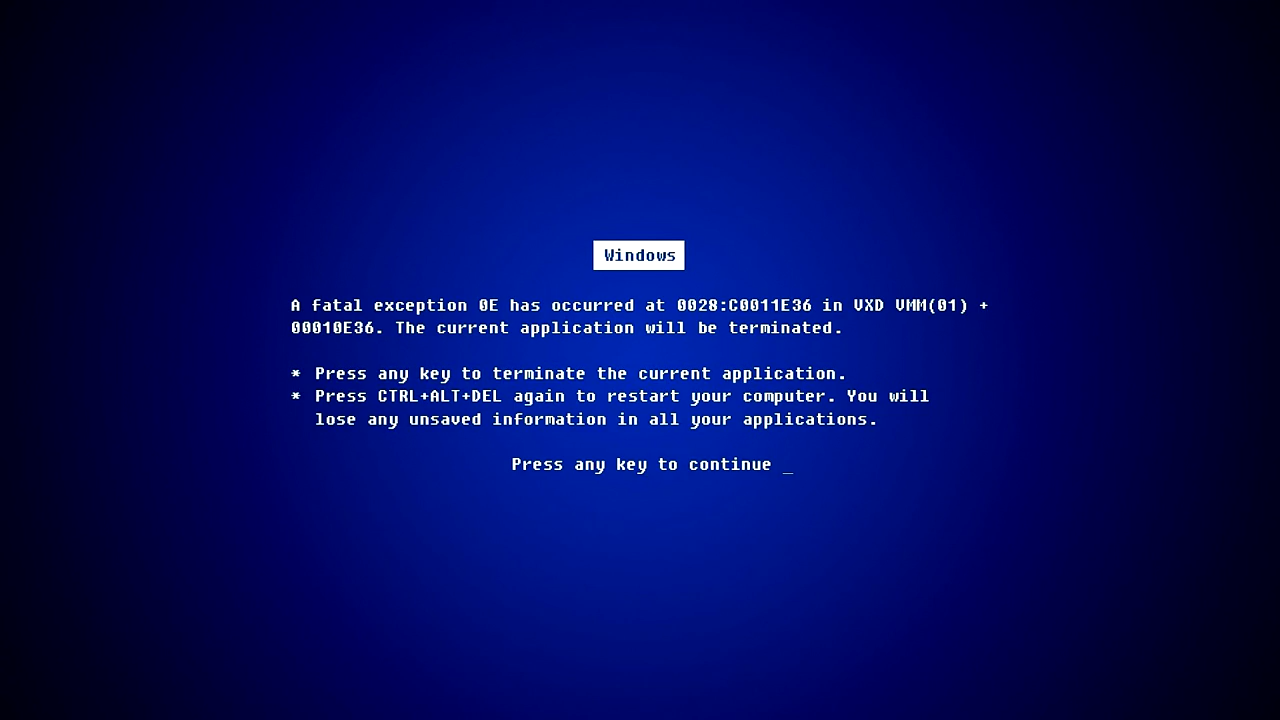 Windows
A fatal exception 0E has occurred at 0028:C0011E36 in VXD VMM(01) +
00010E36. The current application will be terminated.
* Press any key to terminate the current application.
* Press CTRL+ALT+DEL again to restart your computer. You will
lose any unsaved information in all your applications.
Press any key to continue _